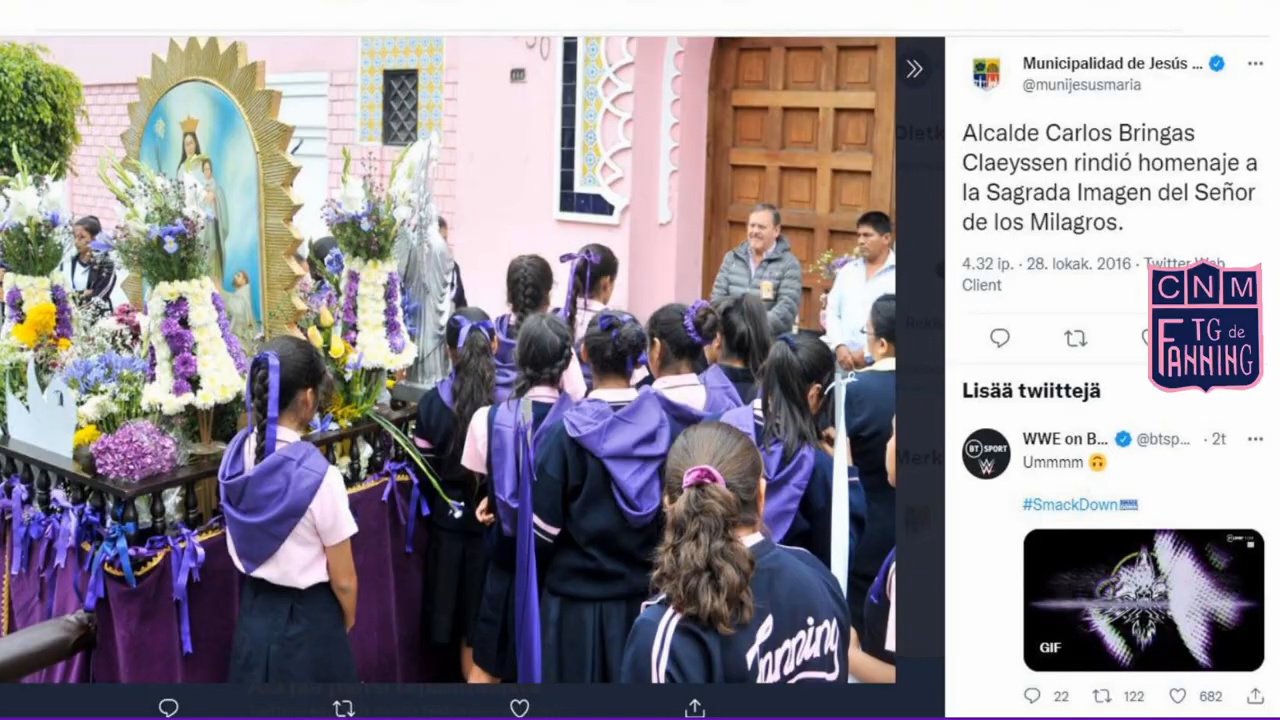 Fanning
Municipalidad de Jesús ...
@munijesusmaria
Alcalde Carlos Bringas
Claeyssen rindió homenaje a
la Sagrada Imagen del Señor
de los Milagros.
4.32 ip. · 28. lokak. 2016 · Twitter Web
Client
CNM
TG de
FANNING
Lisää twiittejä
WWE on B... @btsp... · 2t
BT SPORT
Ummmm 🙃
#SmackDown
GIF
22 122 682